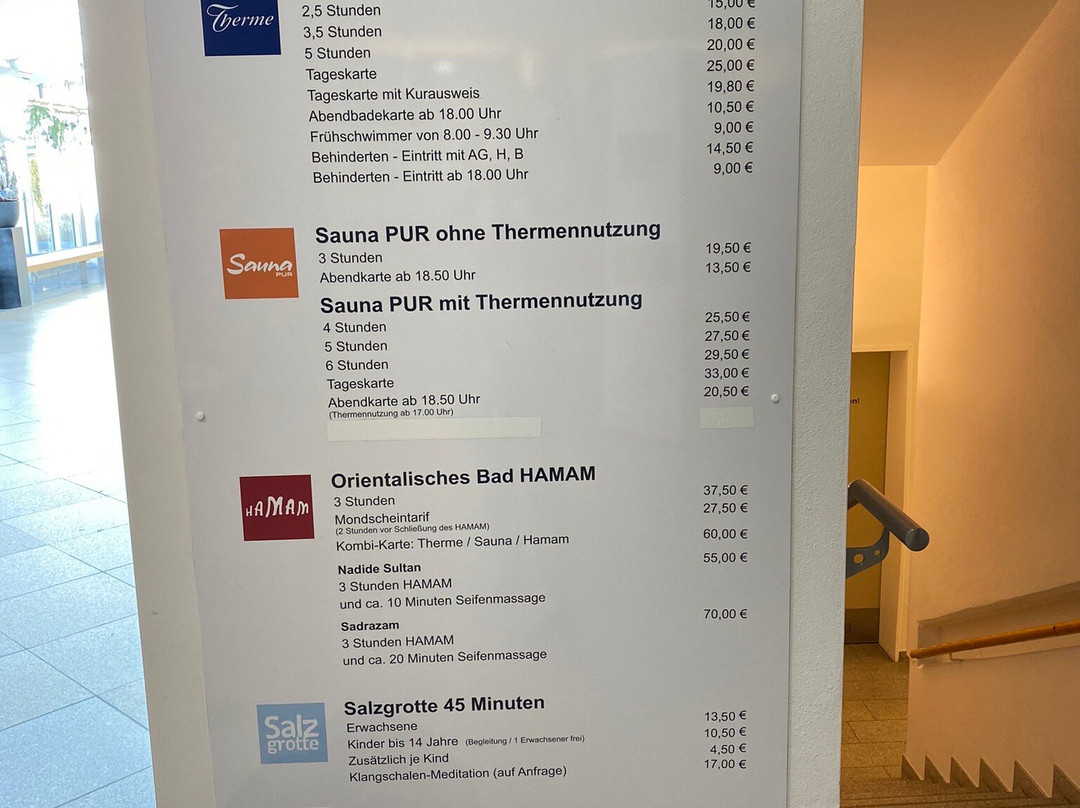 Therme
2,5 Stunden 15,00 €
3,5 Stunden 18,00 €
5 Stunden 20,00 €
Tageskarte 25,00 €
Tageskarte mit Kurausweis 19,80 €
Abendbadekarte ab 18.00 Uhr 10,50 €
Frühschwimmer von 8.00 - 9.30 Uhr 9,00 €
Behinderten - Eintritt mit AG, H, B 14,50 €
Behinderten - Eintritt ab 18.00 Uhr 9,00 €
Sauna
PUR
Sauna PUR ohne Thermennutzung
3 Stunden 19,50 €
Abendkarte ab 18.50 Uhr 13,50 €
Sauna PUR mit Thermennutzung
4 Stunden 25,50 €
5 Stunden 27,50 €
6 Stunden 29,50 €
Tageskarte 33,00 €
Abendkarte ab 18.50 Uhr 20,50 €
(Thermennutzung ab 17.00 Uhr)
HAMAM
Orientalisches Bad HAMAM
3 Stunden 37,50 €
Mondscheintarif 27,50 €
(2 Stunden vor Schließung des HAMAM)
Kombi-Karte: Therme / Sauna / Hamam 60,00 €
Nadide Sultan 55,00 €
3 Stunden HAMAM
und ca. 10 Minuten Seifenmassage
Sadrazam 70,00 €
3 Stunden HAMAM
und ca. 20 Minuten Seifenmassage
Salz
grotte
Salzgrotte 45 Minuten
Erwachsene 13,50 €
Kinder bis 14 Jahre (Begleitung / 1 Erwachsener frei) 10,50 €
Zusätzlich je Kind 4,50 €
Klangschalen-Meditation (auf Anfrage) 17,00 €